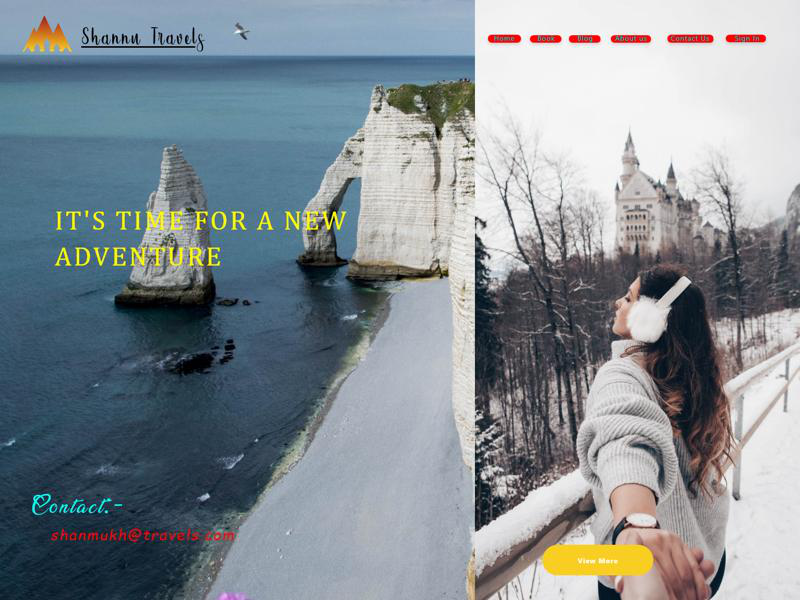 Shannu Travels
Home Book Blog About us Contact Us Sign In
IT'S TIME FOR A NEW
ADVENTURE
Contact:-
shanmukh@travels.com
View More